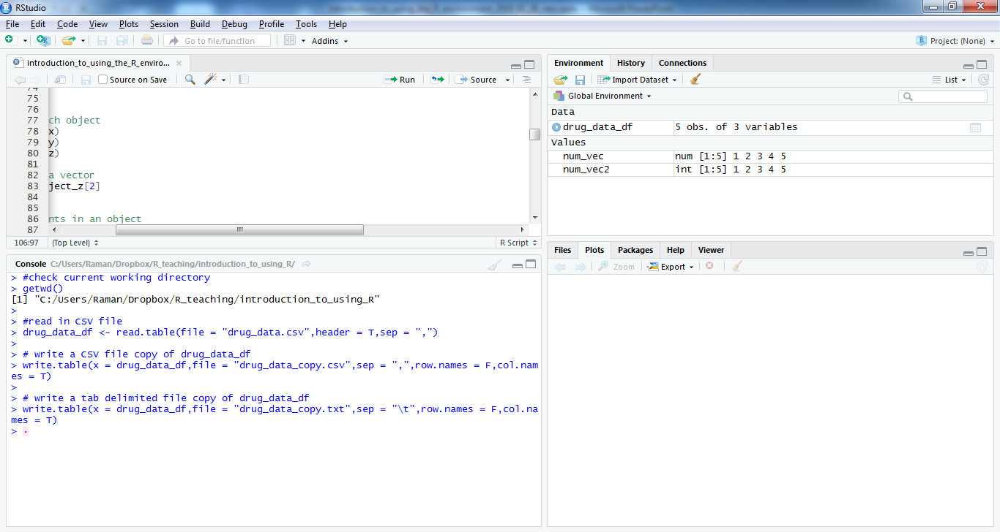 RStudio
File Edit Code View Plots Session Build Debug Profile Tools Help
Go to file/function Addins Project: (None)
introduction_to_using_the_R_enviro...
Source on Save Run Source
74
75
76
77 ch object
78 x)
79 y)
80 z)
81
82 a vector
83 ject_z[2]
84
85
86 nts in an object
87
106:97 (Top Level) R Script
Console C:/Users/Raman/Dropbox/R_teaching/introduction_to_using_R/
> #check current working directory
> getwd()
[1] "C:/Users/Raman/Dropbox/R_teaching/introduction_to_using_R"
>
> #read in CSV file
> drug_data_df <- read.table(file = "drug_data.csv",header = T,sep = ",")
>
> # write a CSV file copy of drug_data_df
> write.table(x = drug_data_df,file = "drug_data_copy.csv",sep = ",",row.names = F,col.nam
es = T)
>
> # write a tab delimited file copy of drug_data_df
> write.table(x = drug_data_df,file = "drug_data_copy.txt",sep = "\t",row.names = F,col.na
mes = T)
> .
Environment History Connections
Import Dataset List
Global Environment
Data
drug_data_df 5 obs. of 3 variables
Values
num_vec num [1:5] 1 2 3 4 5
num_vec2 int [1:5] 1 2 3 4 5
Files Plots Packages Help Viewer
Zoom Export